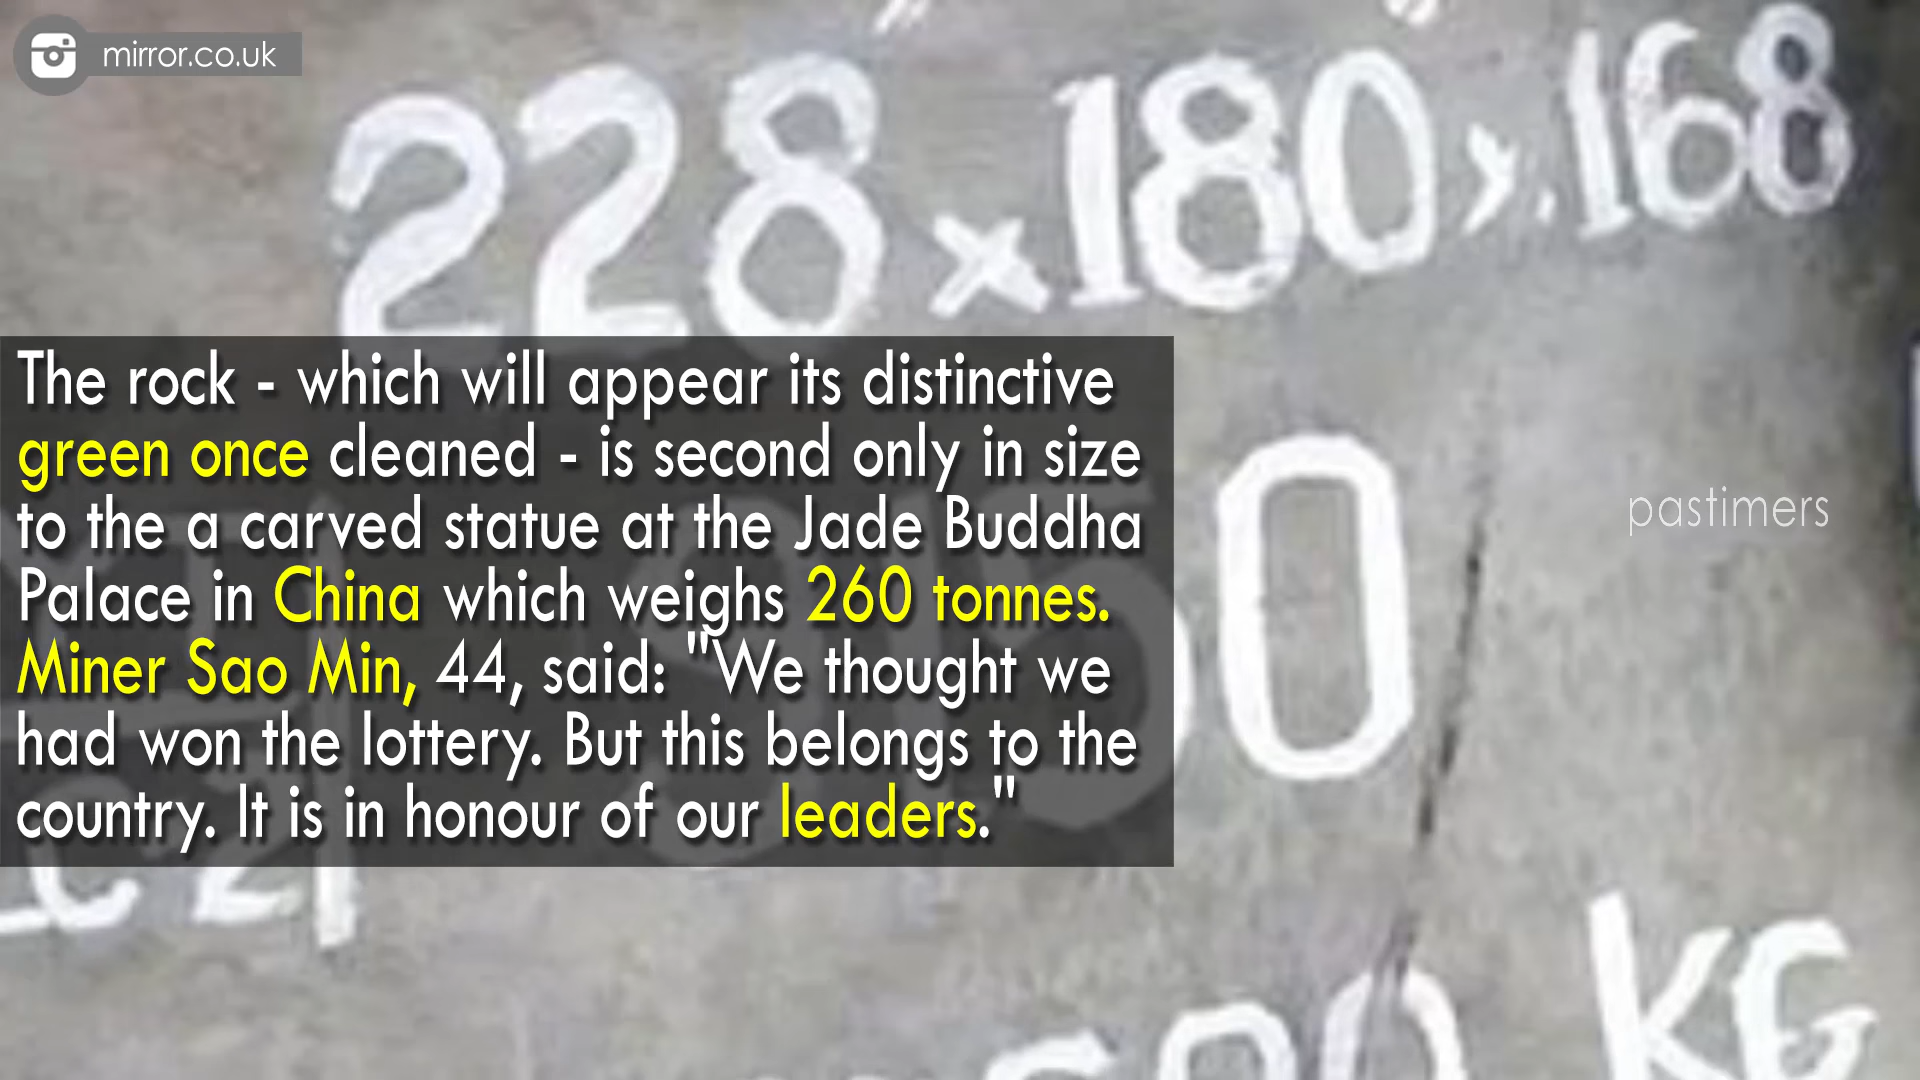 mirror.co.uk
228 x 180 x 168
The rock - which will appear its distinctive
green once cleaned - is second only in size
to the a carved statue at the Jade Buddha
Palace in China which weighs 260 tonnes.
Miner Sao Min, 44, said: "We thought we
had won the lottery. But this belongs to the
country. It is in honour of our leaders."
pastimers
KG